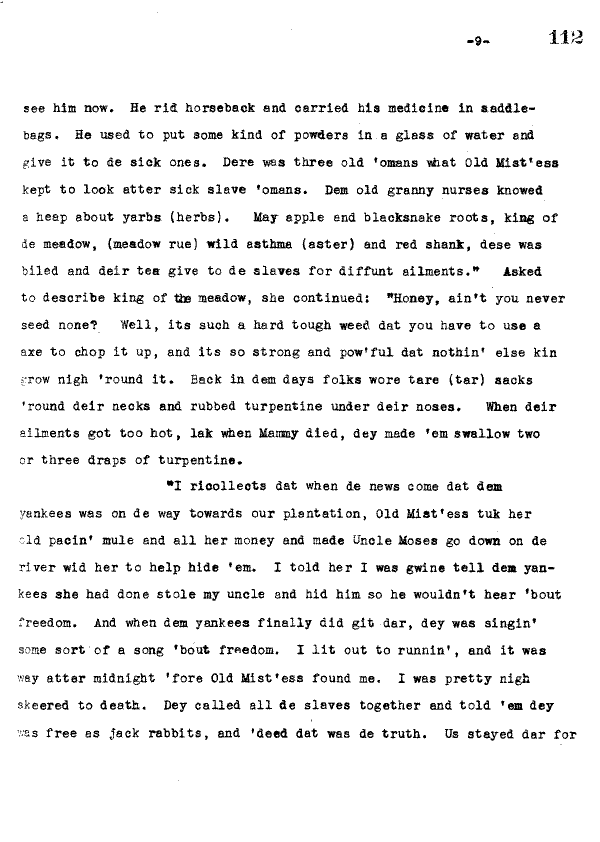 -9- 112
see him now. He rid horseback and carried his medicine in saddle-
bags. He used to put some kind of powders in a glass of water and
give it to de sick ones. Dere was three old 'omans what Old Mist'ess
kept to look atter sick slave 'omans. Dem old granny nurses knowed
a heap about yarbs (herbs). May apple and blacksnake roots, king of
de meadow, (meadow rue) wild asthma (aster) and red shank, dese was
biled and deir tea give to de slaves for diffunt ailments." Asked
to describe king of the meadow, she continued: "Honey, ain't you never
seed none? Well, its such a hard tough weed dat you have to use a
axe to chop it up, and its so strong and pow'ful dat nothin' else kin
grow nigh 'round it. Back in dem days folks wore tare (tar) sacks
'round deir necks and rubbed turpentine under deir noses. When deir
ailments got too hot, lak when Mammy died, dey made 'em swallow two
or three draps of turpentine.
"I ricollects dat when de news come dat dem
yankees was on de way towards our plantation, Old Mist'ess tuk her
old pacin' mule and all her money and made Uncle Moses go down on de
river wid her to help hide 'em. I told her I was gwine tell dem yan-
kees she had done stole my uncle and hid him so he wouldn't hear 'bout
freedom. And when dem yankees finally did git dar, dey was singin'
some sort of a song 'bout freedom. I lit out to runnin', and it was
way atter midnight 'fore Old Mist'ess found me. I was pretty nigh
skeered to death. Dey called all de slaves together and told 'em dey
was free as jack rabbits, and 'deed dat was de truth. Us stayed dar for